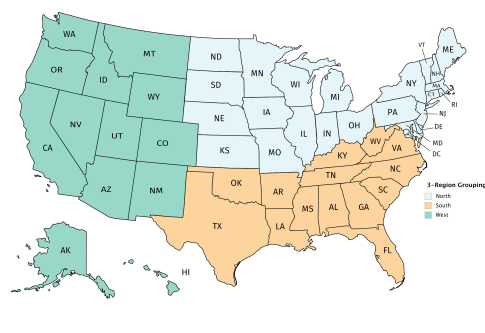 WA
OR
CA
NV
ID
MT
WY
UT
CO
AZ
NM
AK
HI
ND
SD
NE
KS
MN
IA
MO
WI
IL
MI
IN
OH
PA
NY
VT
NH
MA
CT
ME
RI
NJ
DE
MD
DC
OK
TX
AR
LA
MS
AL
GA
FL
TN
KY
WV
VA
NC
SC
3-Region Grouping
North
South
West